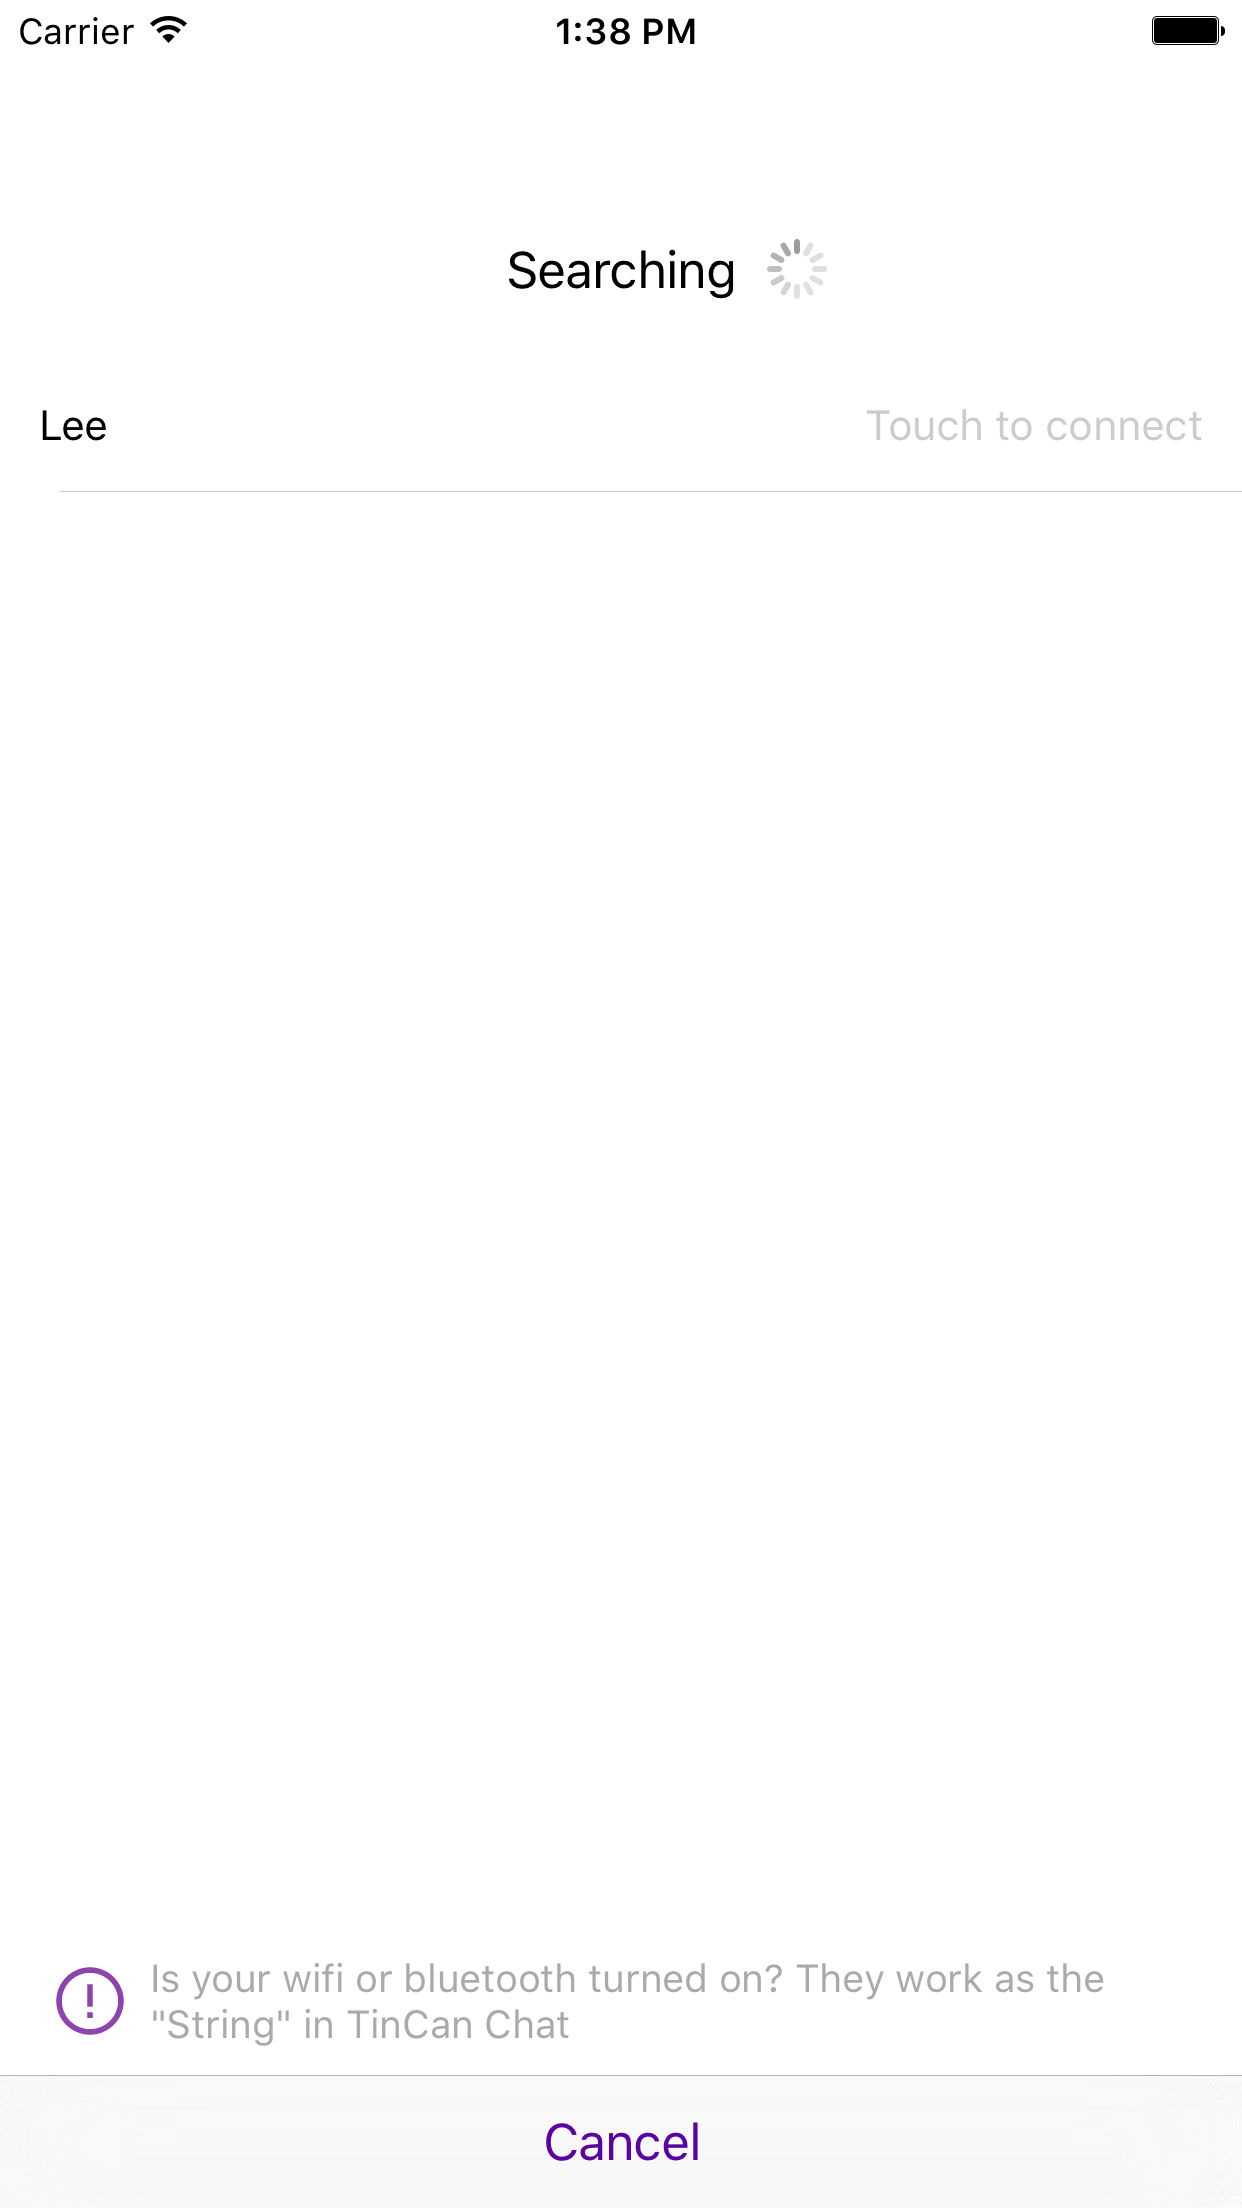 Carrier 1:38 PM
Searching
Lee Touch to connect
Is your wifi or bluetooth turned on? They work as the
"String" in TinCan Chat
Cancel